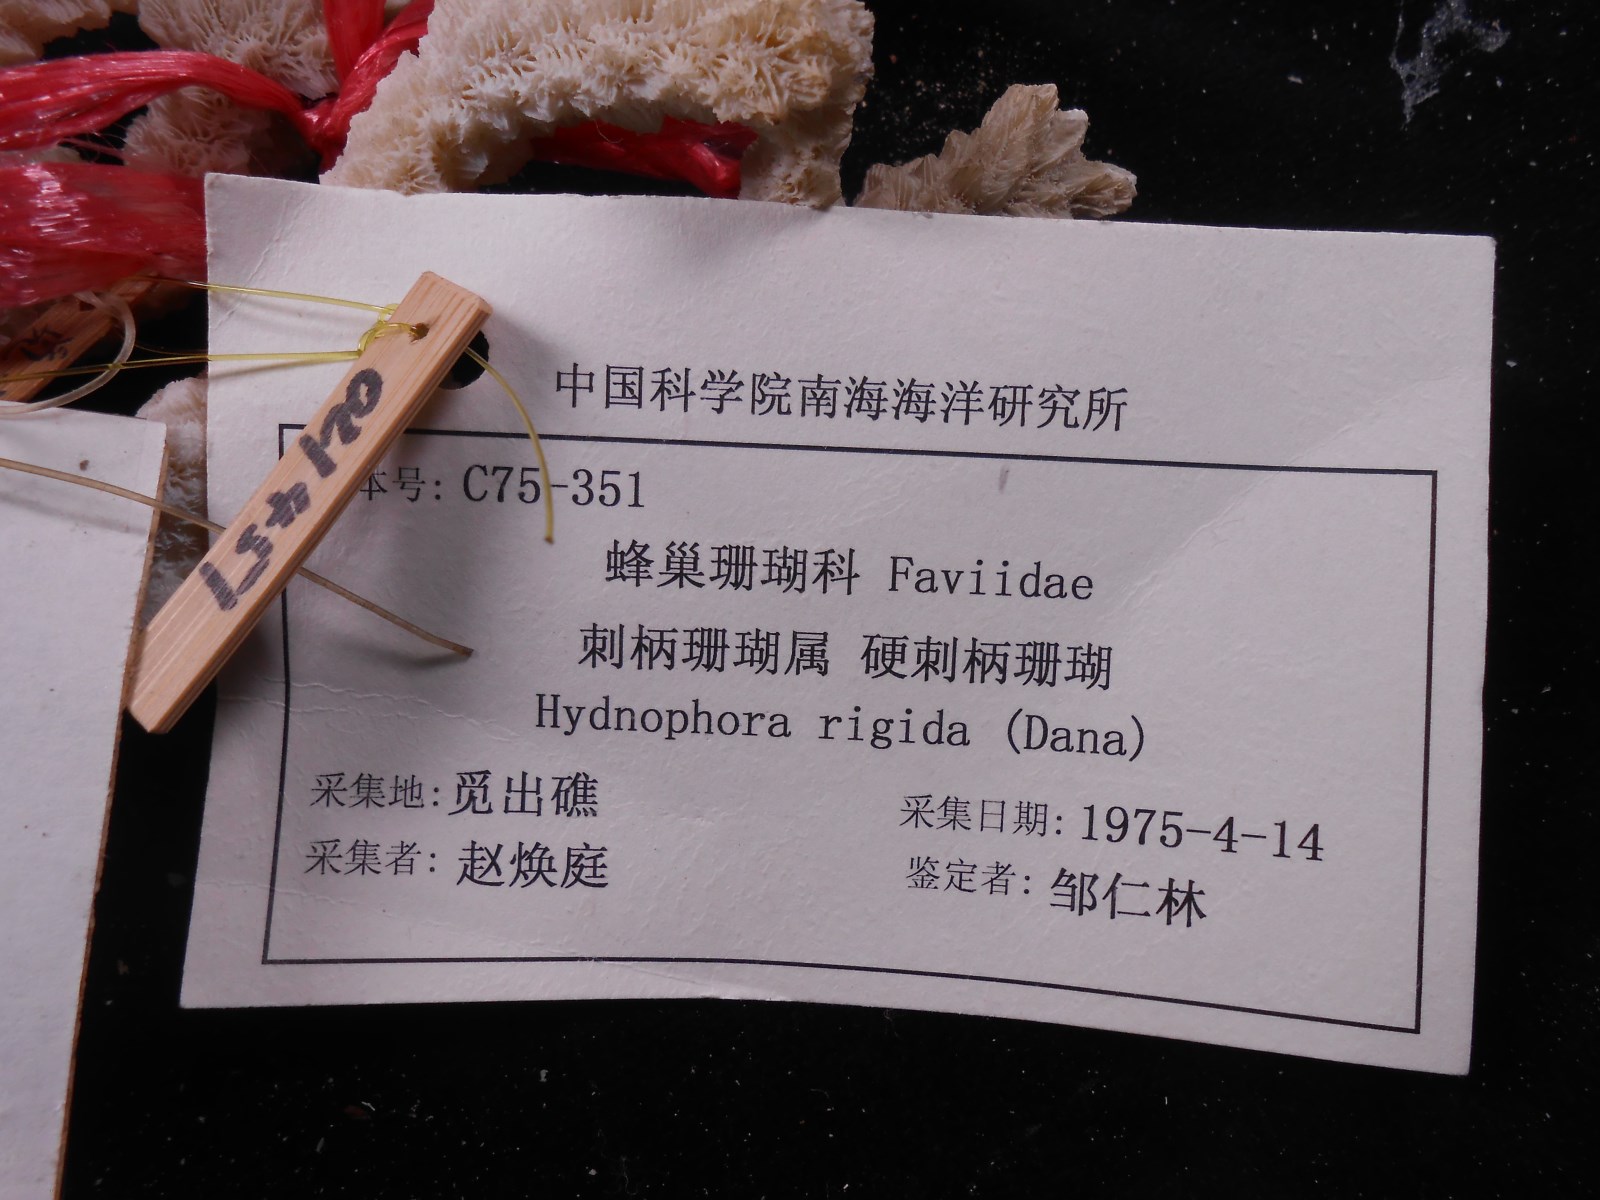 中国科学院南海海洋研究所
本号: C75-351
蜂巢珊瑚科 Faviidae
刺柄珊瑚属 硬刺柄珊瑚
Hydnophora rigida (Dana)
采集地: 觅出礁
采集日期: 1975-4-14
采集者: 赵焕庭
鉴定者: 邹仁林